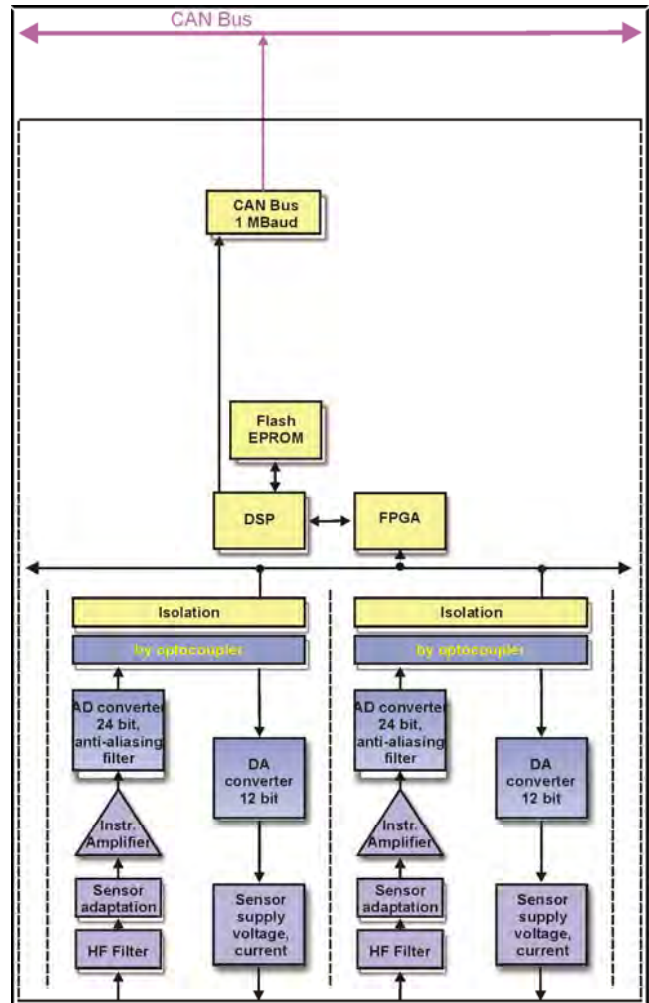 CAN Bus
CAN Bus
1 MBaud
Flash
EPROM
DSP
FPGA
Isolation
by optocoupler
AD converter
24 bit,
anti-aliasing
filter
Instr.
Amplifier
Sensor
adaptation
HF Filter
DA
converter
12 bit
Sensor
supply
voltage,
current
Isolation
by optocoupler
AD converter
24 bit,
anti-aliasing
filter
Instr.
Amplifier
Sensor
adaptation
HF Filter
DA
converter
12 bit
Sensor
supply
voltage,
current